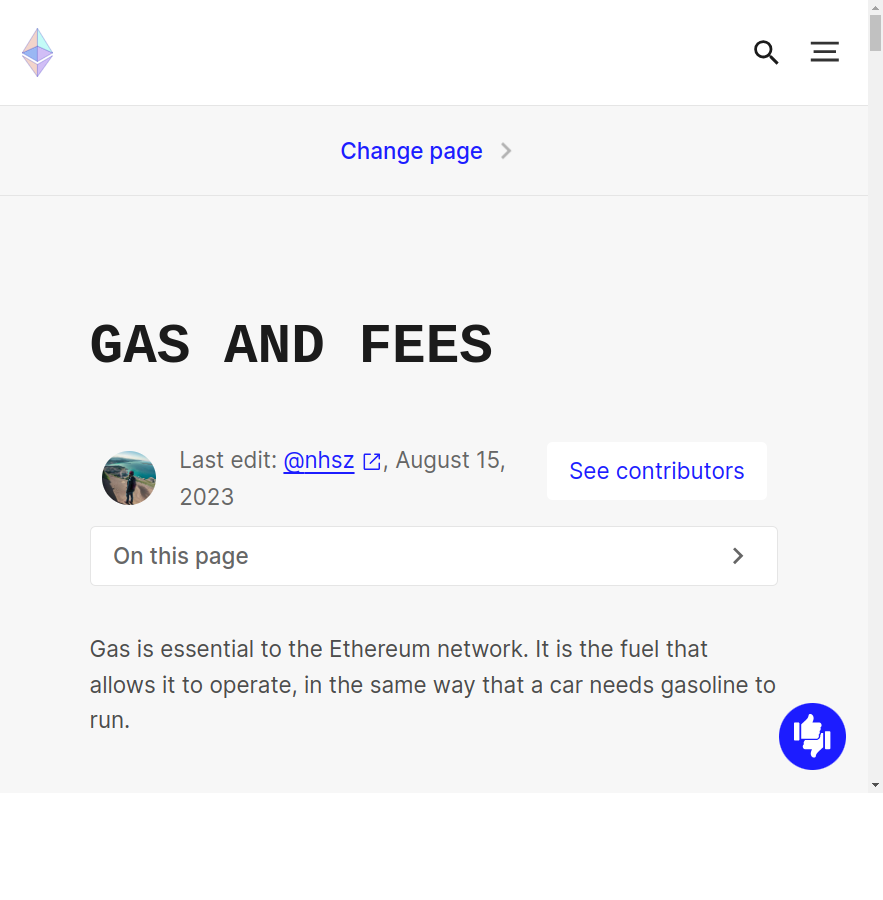 Change page
GAS AND FEES
Last edit: @nhsz, August 15,
2023
See contributors
On this page
Gas is essential to the Ethereum network. It is the fuel that
allows it to operate, in the same way that a car needs gasoline to
run.